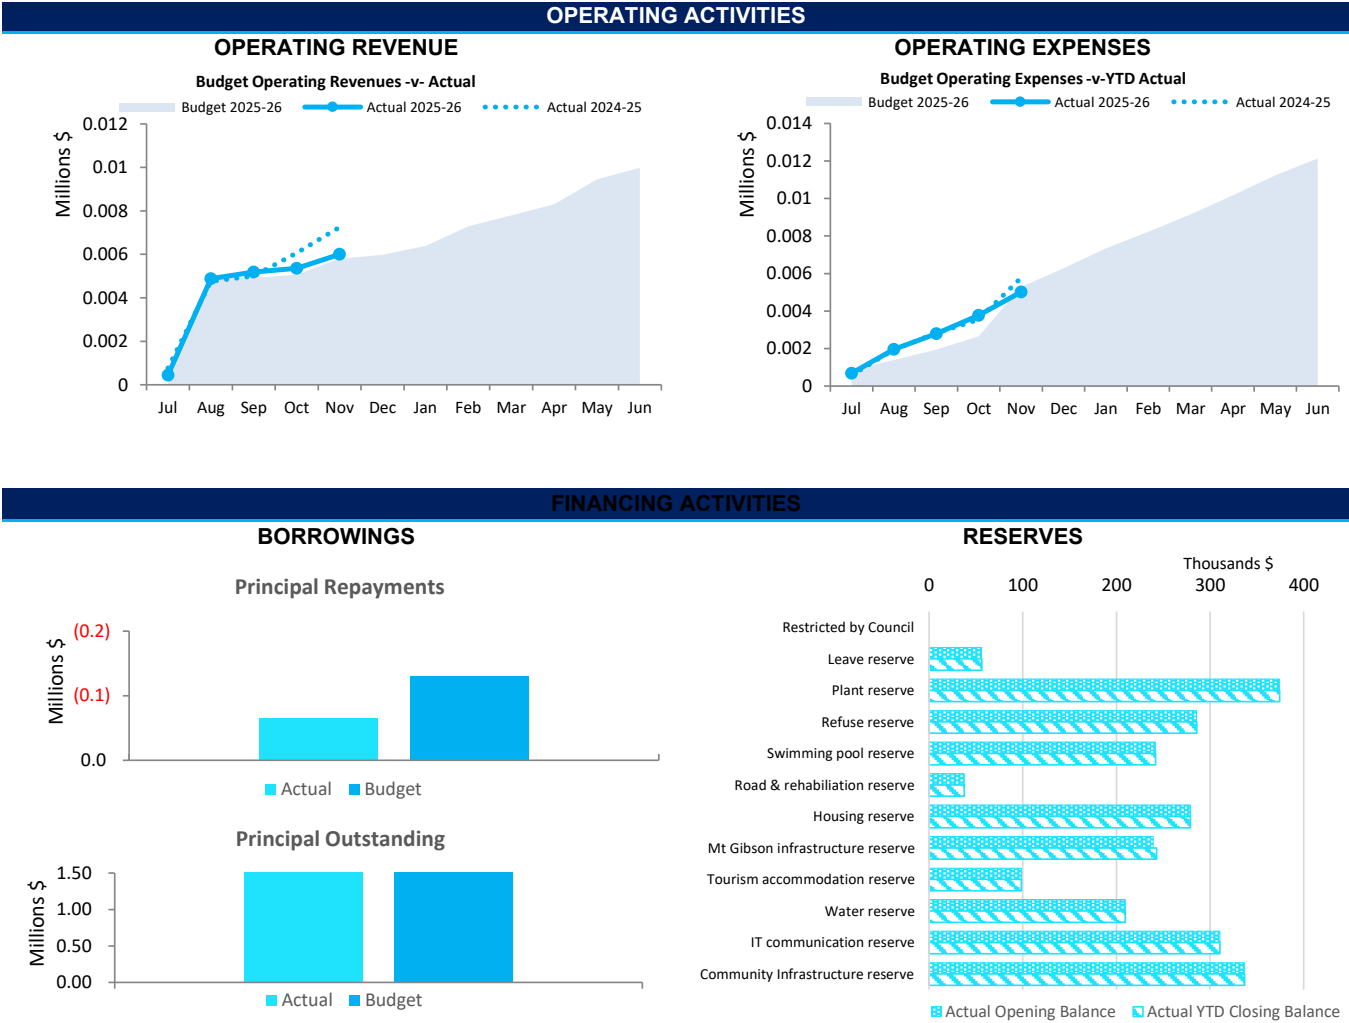 OPERATING ACTIVITIES
OPERATING REVENUE
Budget Operating Revenues -v- Actual
Budget 2025-26 Actual 2025-26 Actual 2024-25
Millions $
0.012
0.01
0.008
0.006
0.004
0.002
0
Jul Aug Sep Oct Nov Dec Jan Feb Mar Apr May Jun
OPERATING EXPENSES
Budget Operating Expenses -v-YTD Actual
Budget 2025-26 Actual 2025-26 Actual 2024-25
Millions $
0.014
0.012
0.01
0.008
0.006
0.004
0.002
0
Jul Aug Sep Oct Nov Dec Jan Feb Mar Apr May Jun
FINANCING ACTIVITIES
BORROWINGS
Principal Repayments
Millions $
(0.2)
(0.1)
0.0
Actual Budget
Principal Outstanding
Millions $
1.50
1.00
0.50
0.00
Actual Budget
RESERVES
Thousands $
0 100 200 300 400
Restricted by Council
Leave reserve
Plant reserve
Refuse reserve
Swimming pool reserve
Road & rehabiliation reserve
Housing reserve
Mt Gibson infrastructure reserve
Tourism accommodation reserve
Water reserve
IT communication reserve
Community Infrastructure reserve
Actual Opening Balance Actual YTD Closing Balance